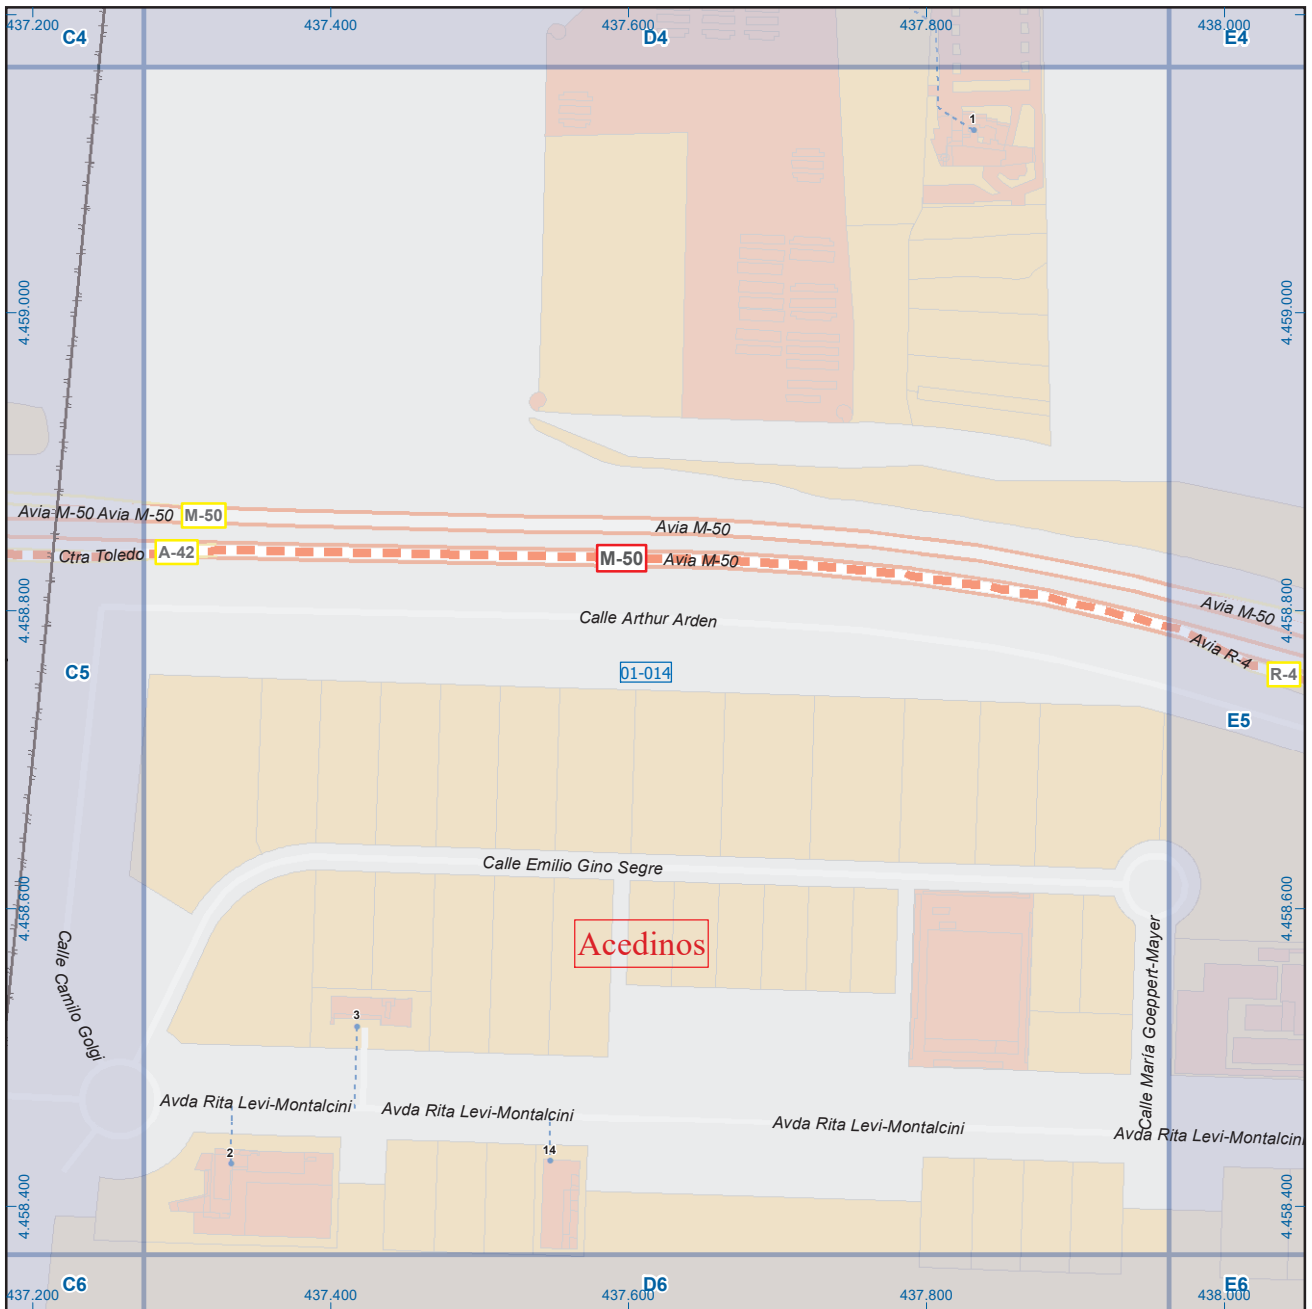 437.200
437.400
437.600
437.800
438.000
C4
D4
E4
1
4.459.000
4.459.000
Avia M-50
Avia M-50
M-50
Avia M-50
Ctra Toledo
A-42
M-50
Avia M-50
Avia M-50
4.458.800
4.458.800
Calle Arthur Arden
Avia R-4
R-4
C5
01-014
E5
Calle Emilio Gino Segre
4.458.600
4.458.600
Acedinos
Calle Camilo Golgi
Calle María Goeppert-Mayer
3
Avda Rita Levi-Montalcini
Avda Rita Levi-Montalcini
Avda Rita Levi-Montalcini
Avda Rita Levi-Montalcini
2
14
4.458.400
4.458.400
C6
D6
E6
437.200
437.400
437.600
437.800
438.000